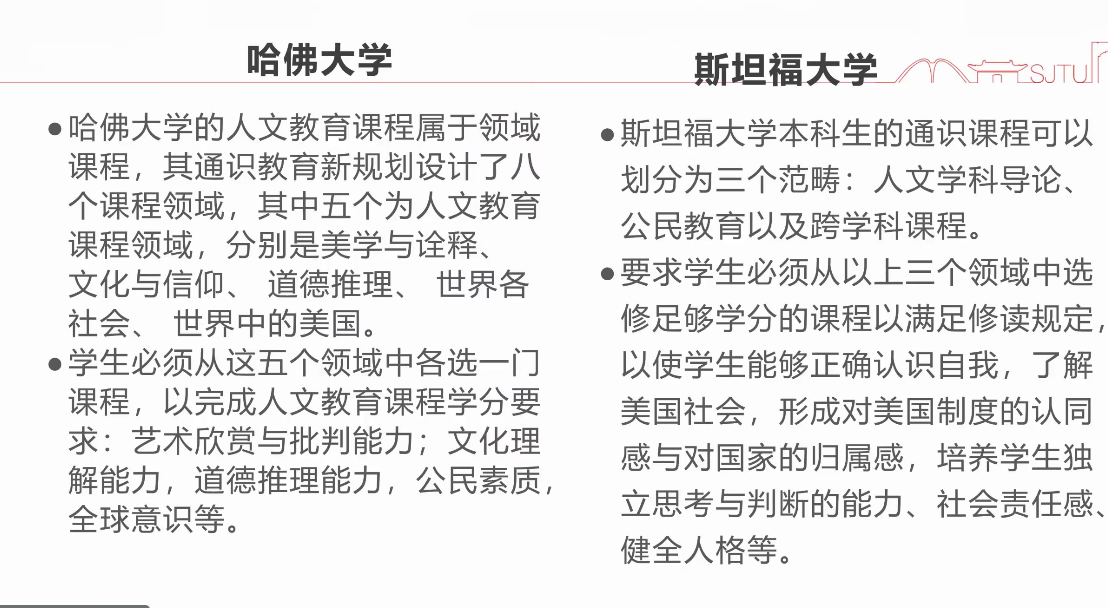 哈佛大学
●哈佛大学的人文教育课程属于领域
课程，其通识教育新规划设计了八
个课程领域，其中五个为人文教育
课程领域，分别是美学与诠释、
文化与信仰、 道德推理、 世界各
社会、 世界中的美国。
●学生必须从这五个领域中各选一门
课程，以完成人文教育课程学分要
求：艺术欣赏与批判能力；文化理
解能力，道德推理能力，公民素质，
全球意识等。
斯坦福大学
SJTU
●斯坦福大学本科生的通识课程可以
划分为三个范畴：人文学科导论、
公民教育以及跨学科课程。
●要求学生必须从以上三个领域中选
修足够学分的课程以满足修读规定，
以使学生能够正确认识自我，了解
美国社会，形成对美国制度的认同
感与对国家的归属感，培养学生独
立思考与判断的能力、社会责任感、
健全人格等。